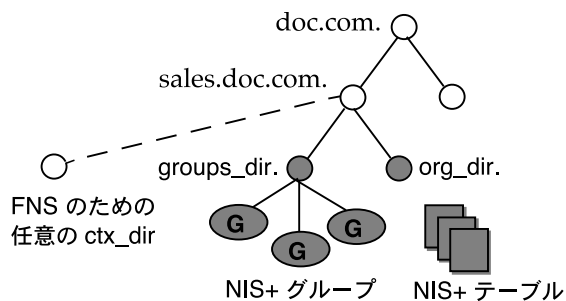 doc.com.
sales.doc.com.
groups_dir.
org_dir.
FNS のための
任意の ctx_dir
G
G
G
NIS+ グループ
NIS+ テーブル